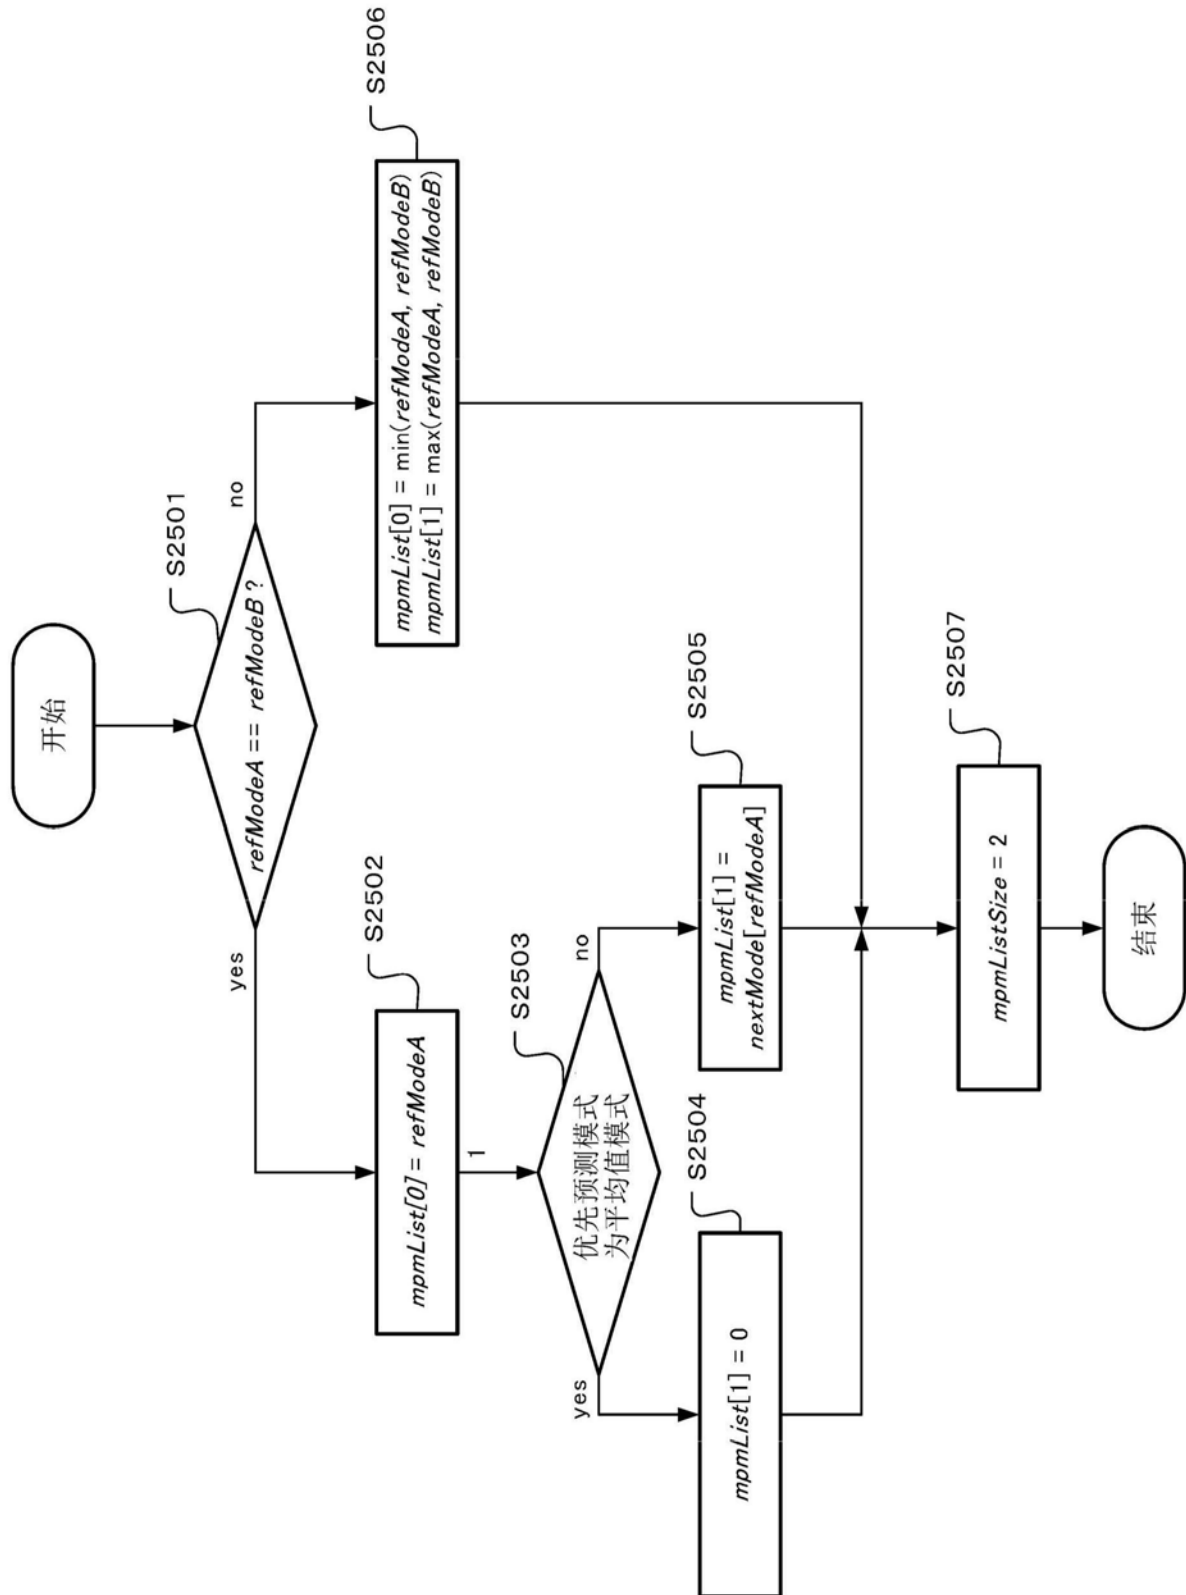 开始
S2501
refModeA == refModeB ?
yes
no
S2502
mpmList[0] = refModeA
1
S2506
mpmList[0] = min(refModeA, refModeB)
mpmList[1] = max(refModeA, refModeB)
S2503
优先预测模式
为平均值模式
yes
no
S2504
mpmList[1] = 0
S2505
mpmList[1] =
nextMode[refModeA]
S2507
mpmListSize = 2
结束